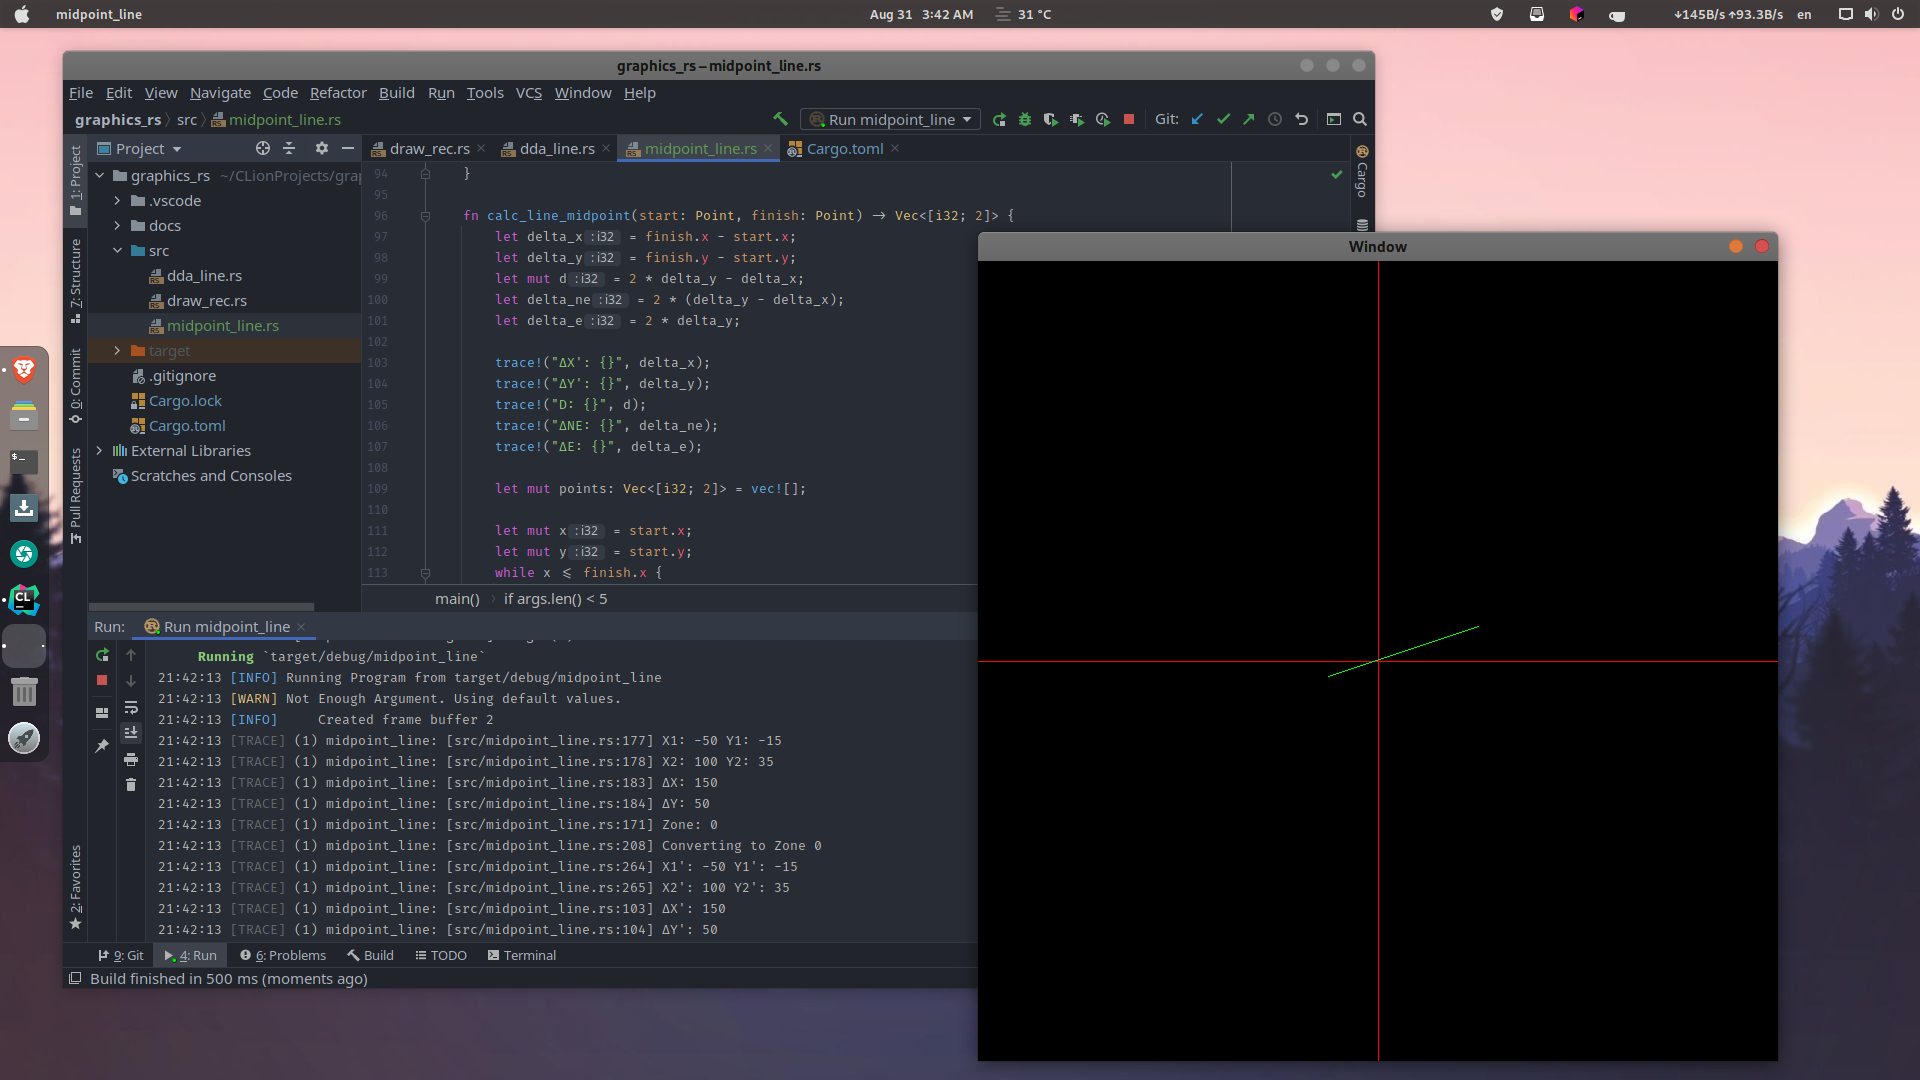 midpoint_line
Aug 31 3:42 AM
31 °C
↓145B/s ↑93.3B/s
en
graphics_rs – midpoint_line.rs
File Edit View Navigate Code Refactor Build Run Tools VCS Window Help
graphics_rs src midpoint_line.rs
Run midpoint_line
Git:
1: Project
Project
draw_rec.rs
dda_line.rs
midpoint_line.rs
Cargo.toml
Cargo
graphics_rs ~/CLionProjects/gra
.vscode
docs
src
dda_line.rs
draw_rec.rs
midpoint_line.rs
target
.gitignore
Cargo.lock
Cargo.toml
External Libraries
Scratches and Consoles
7: Structure
0: Commit
Pull Requests
2: Favorites
94 }
95
96 fn calc_line_midpoint(start: Point, finish: Point) → Vec<[i32; 2]> {
97 let delta_x :i32 = finish.x - start.x;
98 let delta_y :i32 = finish.y - start.y;
99 let mut d :i32 = 2 * delta_y - delta_x;
100 let delta_ne :i32 = 2 * (delta_y - delta_x);
101 let delta_e :i32 = 2 * delta_y;
102
103 trace!("ΔX': {}", delta_x);
104 trace!("ΔY': {}", delta_y);
105 trace!("D: {}", d);
106 trace!("ΔNE: {}", delta_ne);
107 trace!("ΔE: {}", delta_e);
108
109 let mut points: Vec<[i32; 2]> = vec![];
110
111 let mut x :i32 = start.x;
112 let mut y :i32 = start.y;
113 while x ⩽ finish.x {
main() if args.len() < 5
Window
CL
Run: Run midpoint_line
Running `target/debug/midpoint_line`
21:42:13 [INFO] Running Program from target/debug/midpoint_line
21:42:13 [WARN] Not Enough Argument. Using default values.
21:42:13 [INFO] Created frame buffer 2
21:42:13 [TRACE] (1) midpoint_line: [src/midpoint_line.rs:177] X1: -50 Y1: -15
21:42:13 [TRACE] (1) midpoint_line: [src/midpoint_line.rs:178] X2: 100 Y2: 35
21:42:13 [TRACE] (1) midpoint_line: [src/midpoint_line.rs:183] ΔX: 150
21:42:13 [TRACE] (1) midpoint_line: [src/midpoint_line.rs:184] ΔY: 50
21:42:13 [TRACE] (1) midpoint_line: [src/midpoint_line.rs:171] Zone: 0
21:42:13 [TRACE] (1) midpoint_line: [src/midpoint_line.rs:208] Converting to Zone 0
21:42:13 [TRACE] (1) midpoint_line: [src/midpoint_line.rs:264] X1': -50 Y1': -15
21:42:13 [TRACE] (1) midpoint_line: [src/midpoint_line.rs:265] X2': 100 Y2': 35
21:42:13 [TRACE] (1) midpoint_line: [src/midpoint_line.rs:103] ΔX': 150
21:42:13 [TRACE] (1) midpoint_line: [src/midpoint_line.rs:104] ΔY': 50
9: Git 4: Run 6: Problems Build TODO Terminal
Build finished in 500 ms (moments ago)